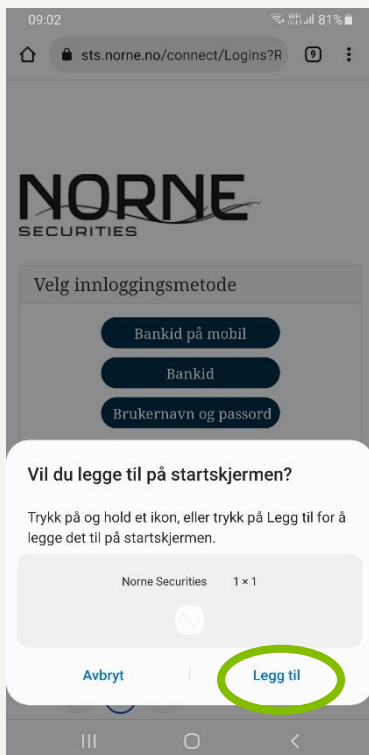 09:02
81%
sts.norne.no/connect/Logins?R
9
NORNE
SECURITIES
Velg innloggingsmetode
Bankid på mobil
Bankid
Brukernavn og passord
Vil du legge til på startskjermen?
Trykk på og hold et ikon, eller trykk på Legg til for å
legge det til på startskjermen.
Norne Securities 1 × 1
Avbryt
Legg til